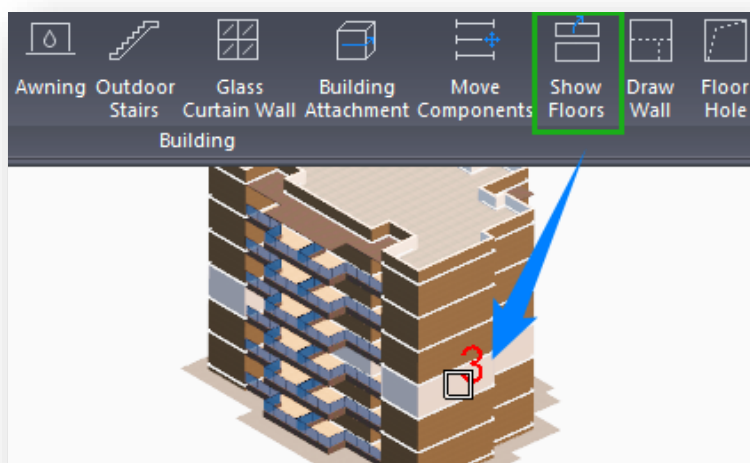 Awning Outdoor Stairs Glass Curtain Wall Building Attachment Move Components Show Floors Draw Wall Floor Hole
Building
3